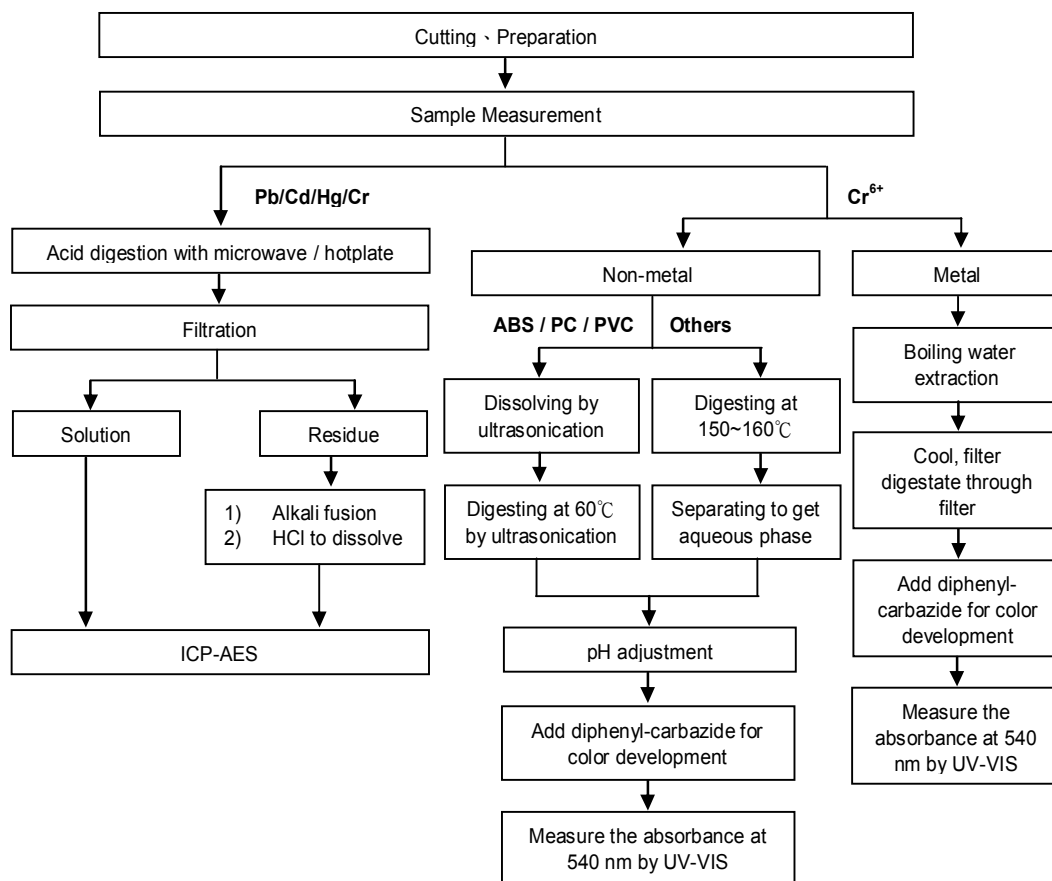 Cutting、Preparation
Sample Measurement
Pb/Cd/Hg/Cr
Cr⁶⁺
Acid digestion with microwave / hotplate
Filtration
Solution
Residue
1) Alkali fusion
2) HCl to dissolve
ICP-AES
Non-metal
ABS / PC / PVC
Others
Dissolving by
ultrasonication
Digesting at 60℃
by ultrasonication
Digesting at
150~160℃
Separating to get
aqueous phase
pH adjustment
Add diphenyl-carbazide for
color development
Measure the absorbance at
540 nm by UV-VIS
Metal
Boiling water
extraction
Cool, filter
digestate through
filter
Add diphenyl-
carbazide for color
development
Measure the
absorbance at 540
nm by UV-VIS